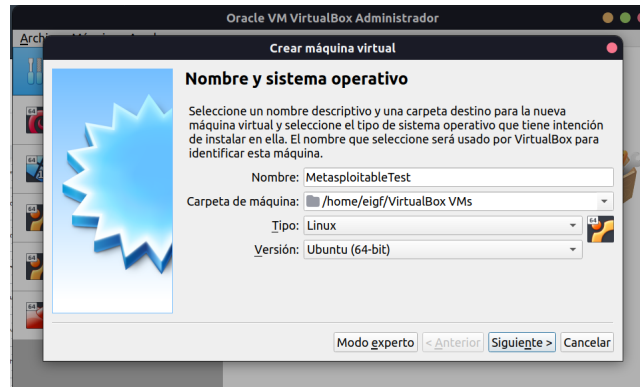 Oracle VM VirtualBox Administrador
Crear máquina virtual
Nombre y sistema operativo
Seleccione un nombre descriptivo y una carpeta destino para la nueva
máquina virtual y seleccione el tipo de sistema operativo que tiene intención
de instalar en ella. El nombre que seleccione será usado por VirtualBox para
identificar esta máquina.
Nombre: MetasploitableTest
Carpeta de máquina: /home/eigf/VirtualBox VMs
Tipo: Linux
64
Versión: Ubuntu (64-bit)
Modo experto < Anterior Siguiente > Cancelar